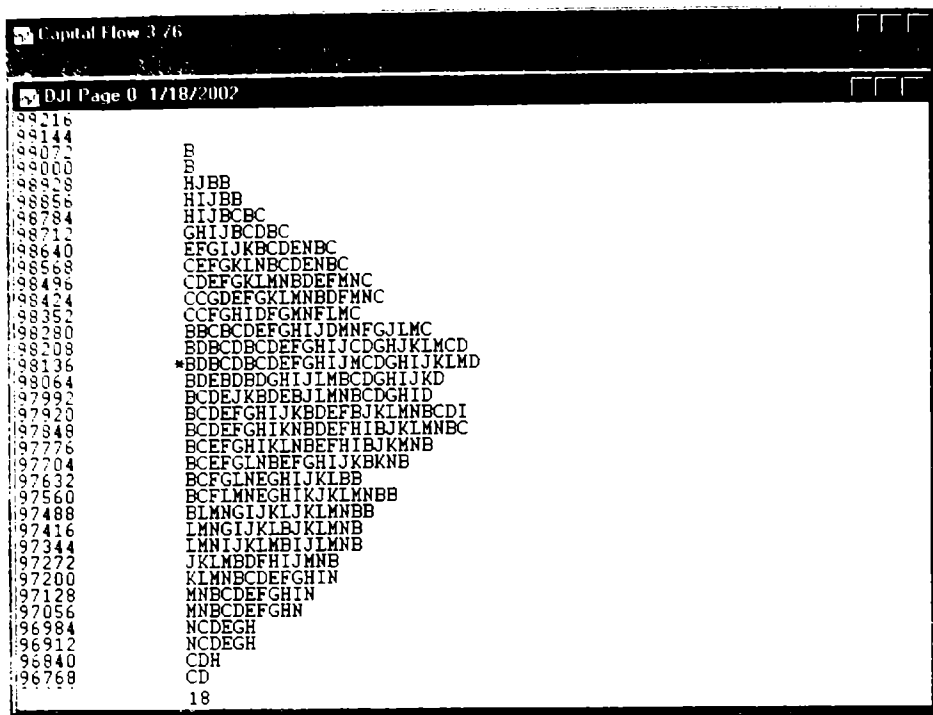 Capital Flow 3.76
DJI Page 0 1/18/2002
99216
99144
99072 B
99000 B
98928 HJBB
98856 HIJBB
98784 HIJBCBC
98712 GHIJBCDBC
98640 EFGIJKBCDENBC
98568 CEFGKLNBCDENBC
98496 CDEFGKLMNBDEFMNC
98424 CCGDEFGKLMNBDFMNC
98352 CCFGHIDFGMNFLMC
98280 BBCBCDEFGHIJDMNFGJLMC
98208 BDBCDBCDEFGHIJCDGHJKLMCD
98136 *BDBCDBCDEFGHIJMCDGHIJKLMD
98064 BDEBDBDGHIJLMBCDGHIJKD
97992 BCDEJKBDEBJLMNBCDGHID
97920 BCDEFGHIJKBDEFBJKLMNBCDI
97848 BCDEFGHIKNBDEFHIBJKLMNBC
97776 BCEFGHIKLNBEFHIBJKMNB
97704 BCEFGLNBEFGHIJKBKNB
97632 BCFGLNEGHIJKLBB
97560 BCFLMNEGHIKJKLMNBB
97488 BLMNGIJKLJKLMNBB
97416 LMNGIJKLBJKLMNB
97344 LMNIJKLMBIJLMNB
97272 JKLMBDFHIJMNB
97200 KLMNBCDEFGHIN
97128 MNBCDEFGHIN
97056 MNBCDEFGHN
96984 NCDEGH
96912 NCDEGH
96840 CDH
96768 CD
18